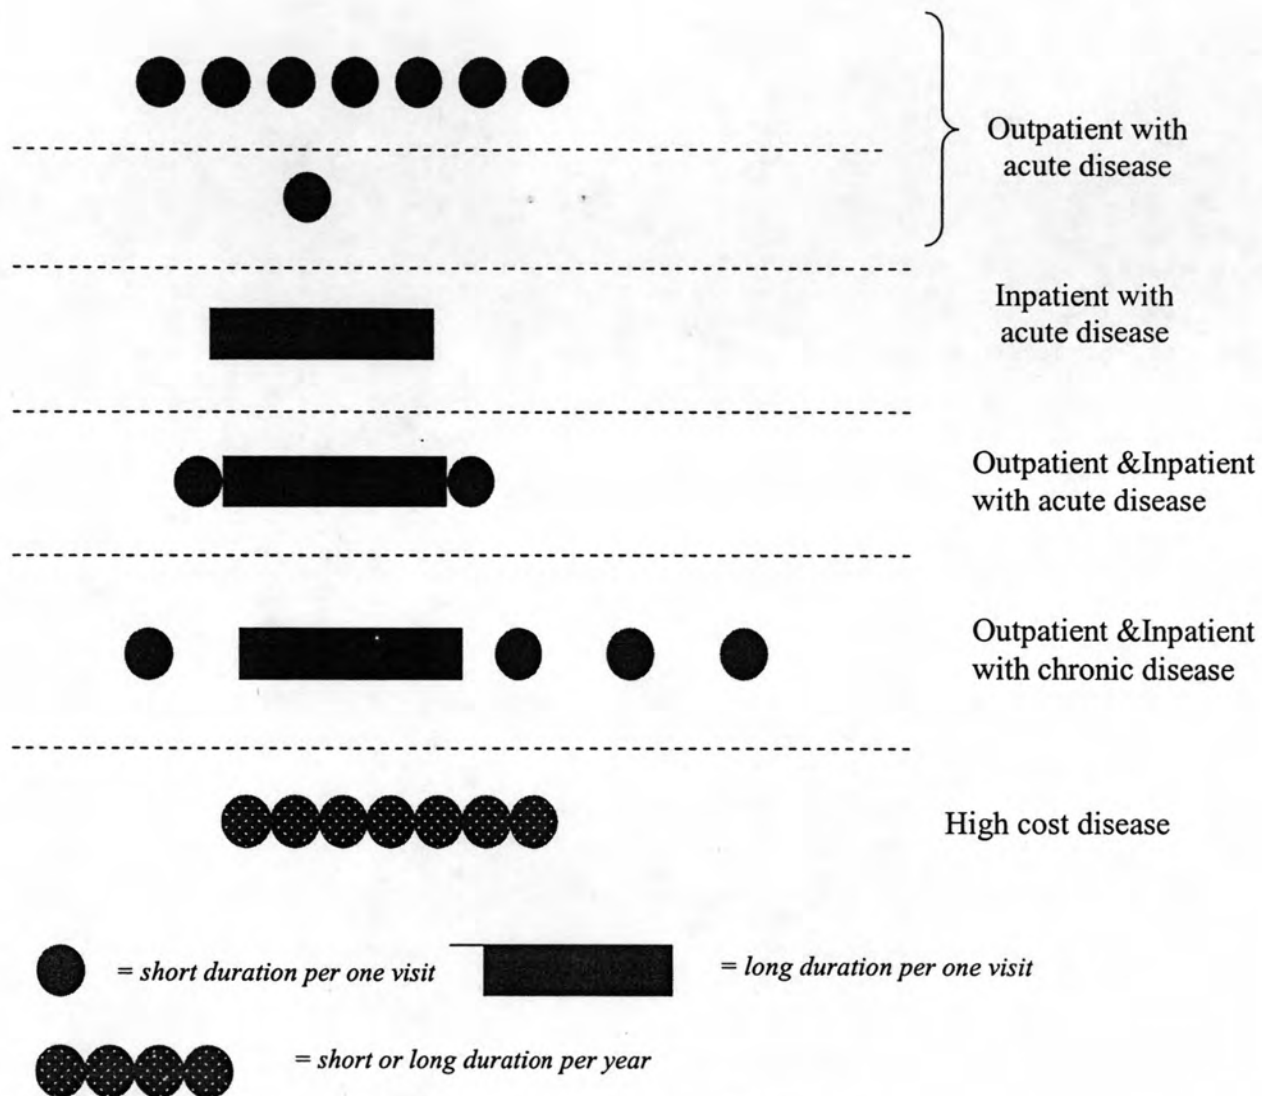 Outpatient with
acute disease
Inpatient with
acute disease
Outpatient &Inpatient
with acute disease
Outpatient &Inpatient
with chronic disease
High cost disease
= short duration per one visit
= long duration per one visit
= short or long duration per year